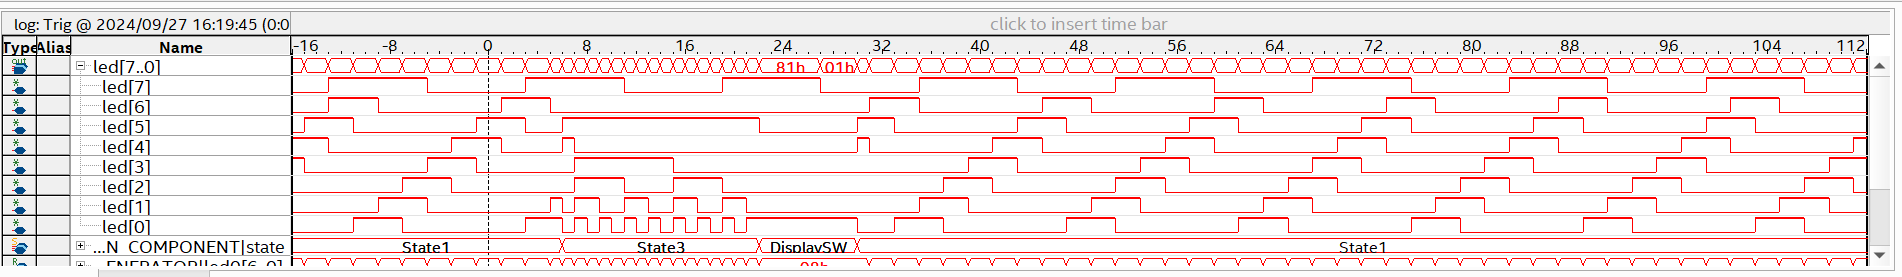 log: Trig @ 2024/09/27 16:19:45 (0:0 click to insert time bar
Type Alias Name -16 -8 0 8 16 24 32 40 48 56 64 72 80 88 96 104 112
out led[7..0] 81h 01h
* led[7]
* led[6]
* led[5]
* led[4]
* led[3]
* led[2]
* led[1]
* led[0]
S ...N_COMPONENT|state State1 State3 DisplaySW State1
R ...ENERATOR|led0[6..0] 08h